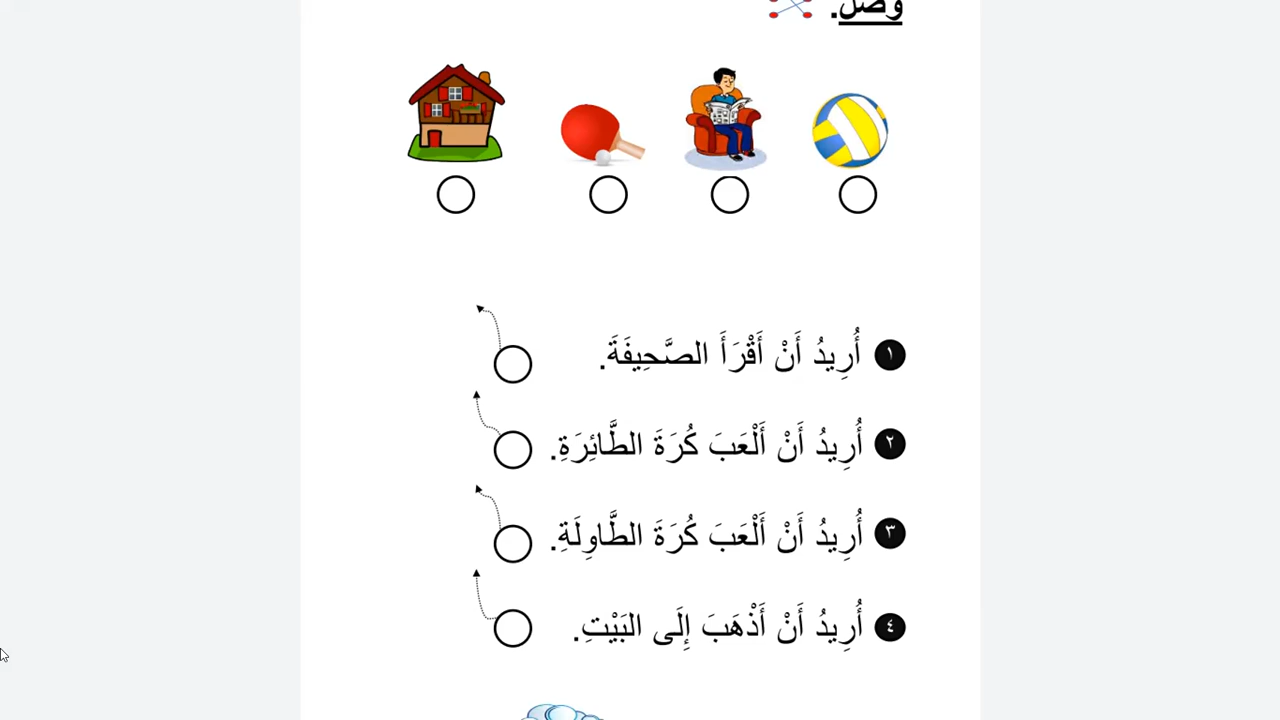 وَصِّلْ.
١ أُرِيدُ أَنْ أَقْرَأَ الصَّحِيفَةَ.
٢ أُرِيدُ أَنْ أَلْعَبَ كُرَةَ الطَّائِرَةِ.
٣ أُرِيدُ أَنْ أَلْعَبَ كُرَةَ الطَّاوِلَةِ.
٤ أُرِيدُ أَنْ أَذْهَبَ إِلَى البَيْتِ.